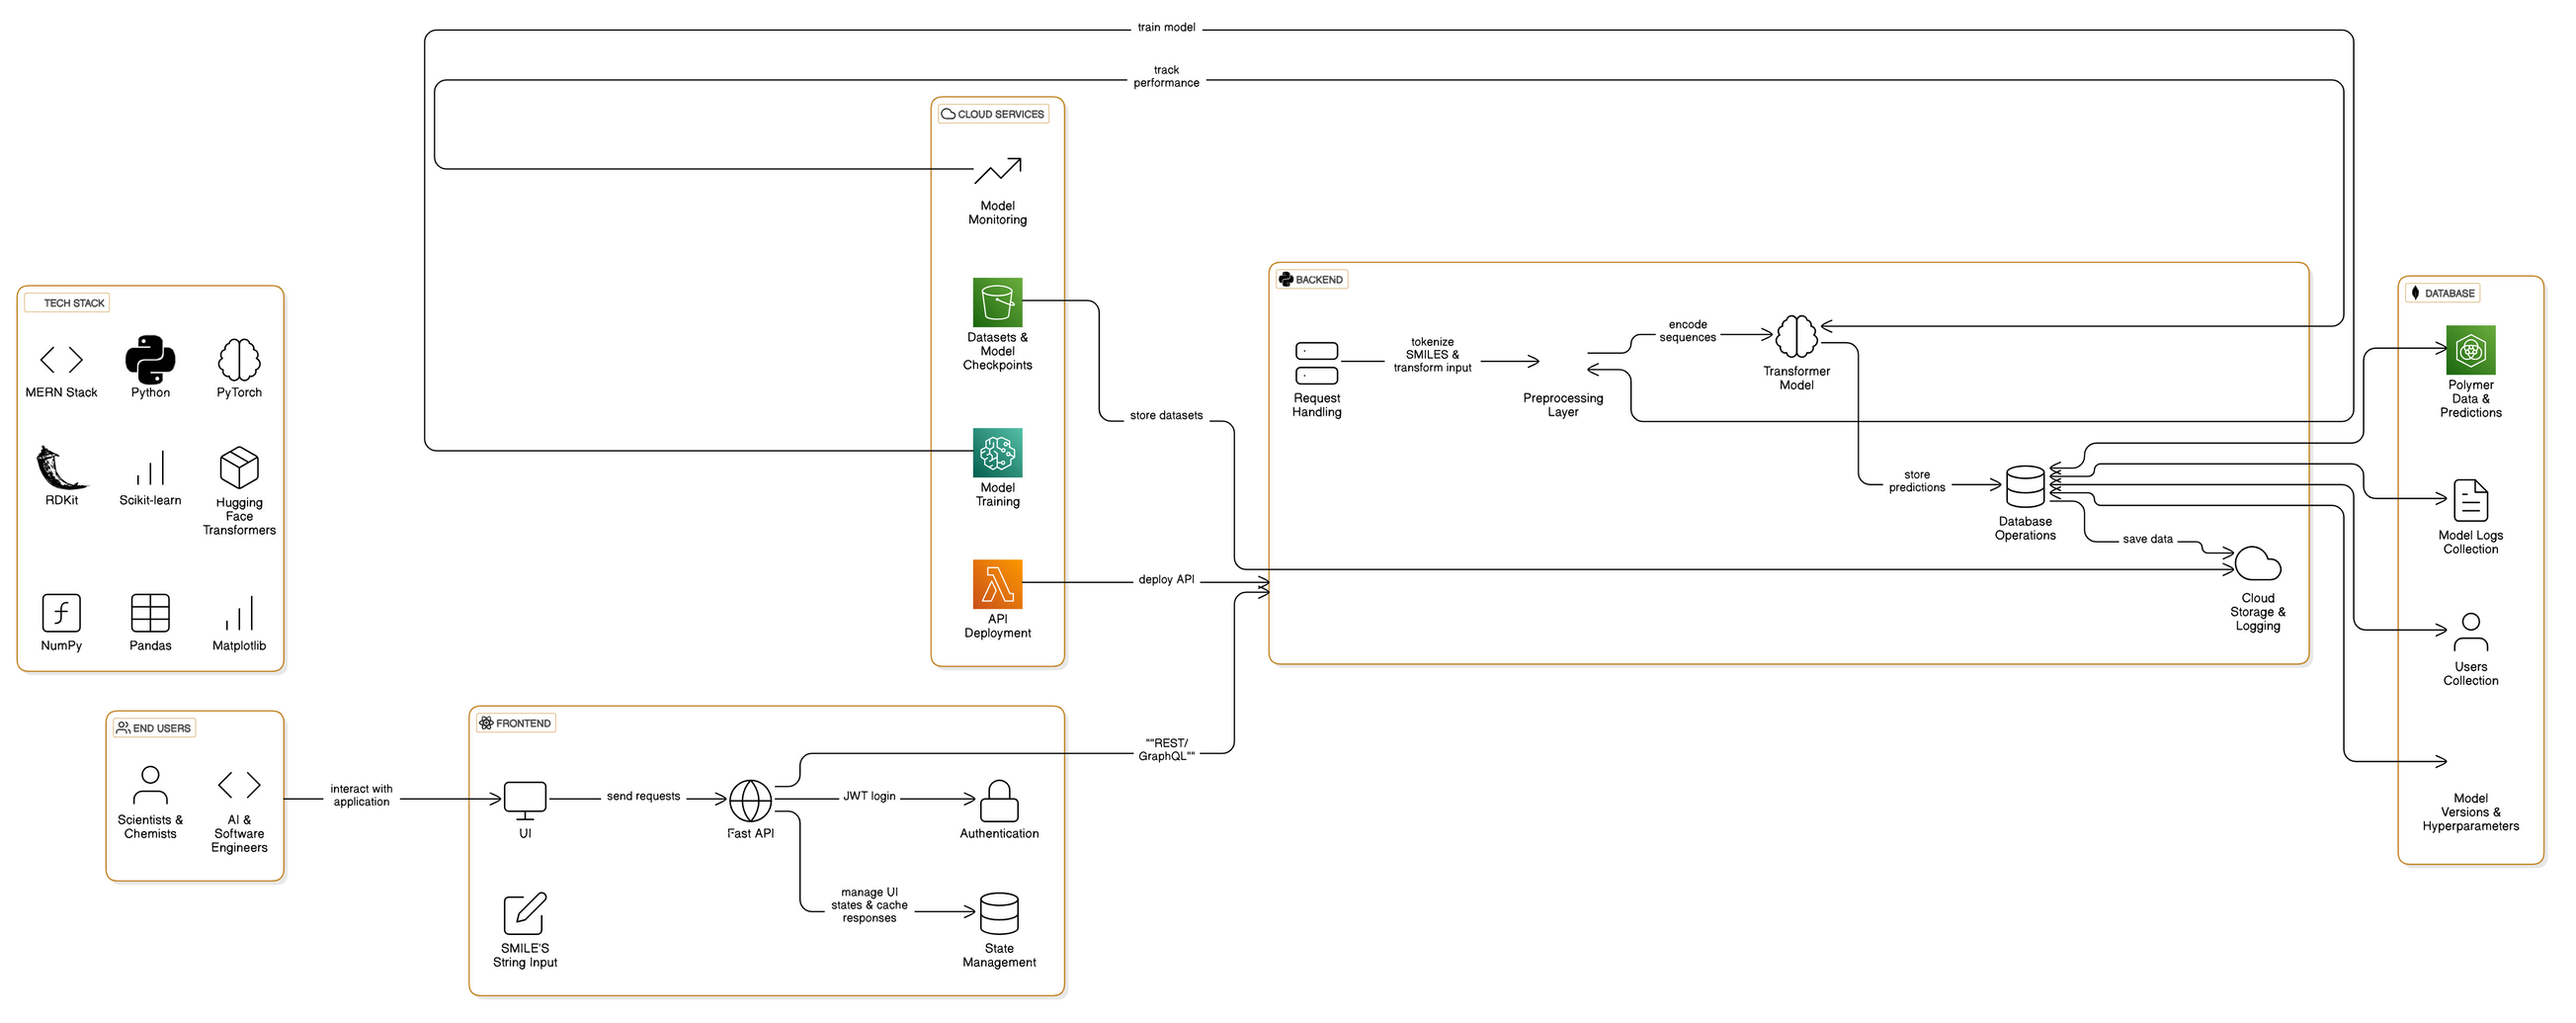 train model
track
performance
CLOUD SERVICES
Model
Monitoring
Datasets &
Model
Checkpoints
Model
Training
API
Deployment
store datasets
deploy API
""REST/
GraphQL""
TECH STACK
MERN Stack
Python
PyTorch
RDKit
Scikit-learn
Hugging
Face
Transformers
NumPy
Pandas
Matplotlib
BACKEND
Request
Handling
tokenize
SMILES &
transform input
Preprocessing
Layer
encode
sequences
Transformer
Model
store
predictions
Database
Operations
save data
Cloud
Storage &
Logging
DATABASE
Polymer
Data &
Predictions
Model Logs
Collection
Users
Collection
Model
Versions &
Hyperparameters
END USERS
Scientists &
Chemists
AI &
Software
Engineers
interact with
application
FRONTEND
UI
send requests
Fast API
JWT login
Authentication
manage UI
states & cache
responses
SMILE'S
String Input
State
Management